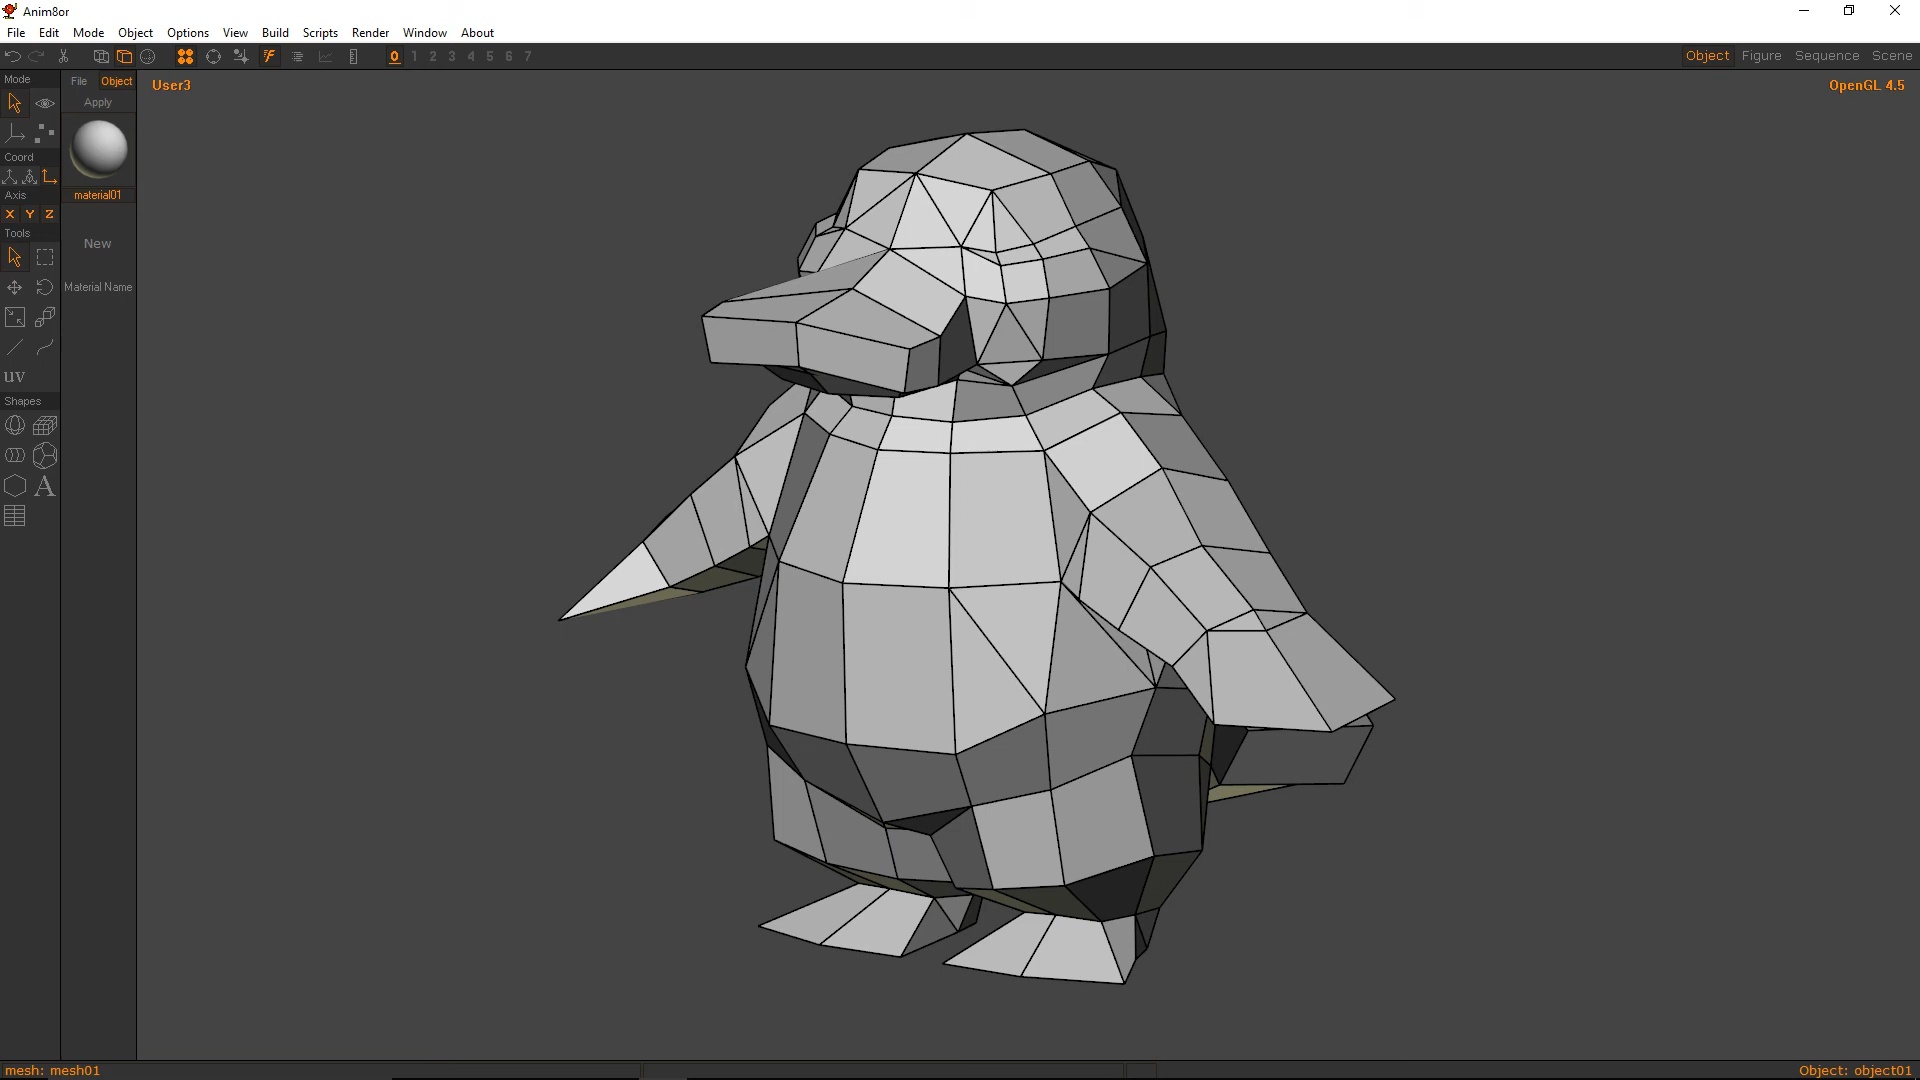 Anim8or
File Edit Mode Object Options View Build Scripts Render Window About
0 1 2 3 4 5 6 7
Object Figure Sequence Scene
Mode
File Object
User3
OpenGL 4.5
Apply
Coord
Axis
material01
X Y Z
Tools
New
Material Name
uv
Shapes
A
mesh: mesh01
Object: object01